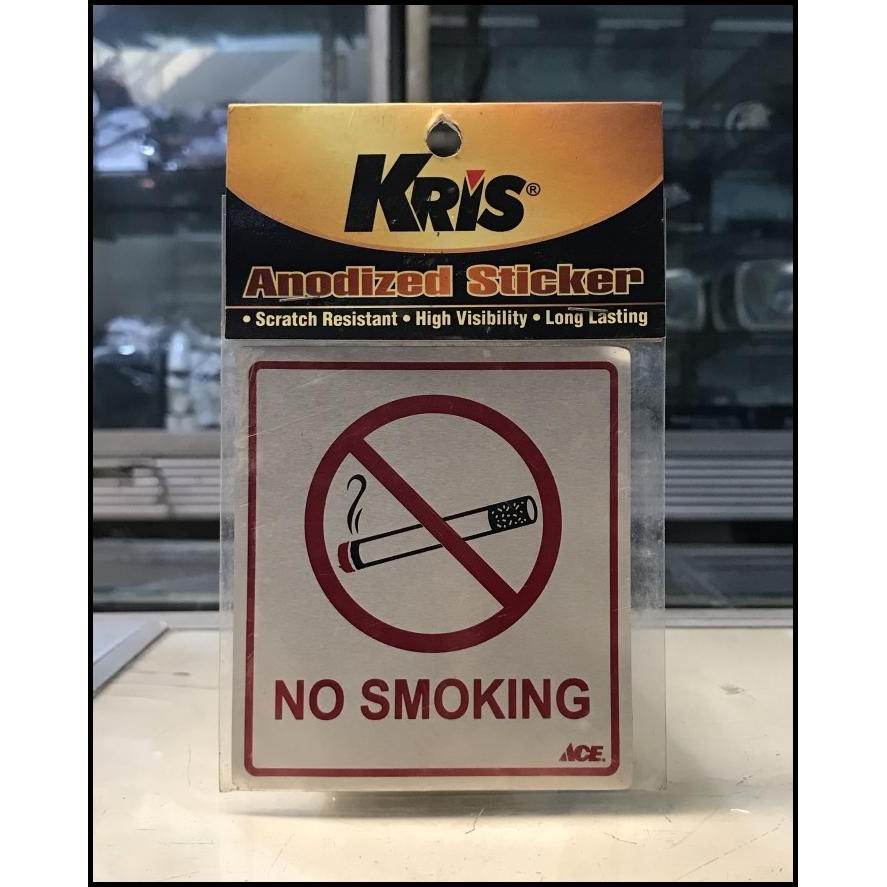 KRIS®
Anodized Sticker
• Scratch Resistant • High Visibility • Long Lasting
NO SMOKING
ACE